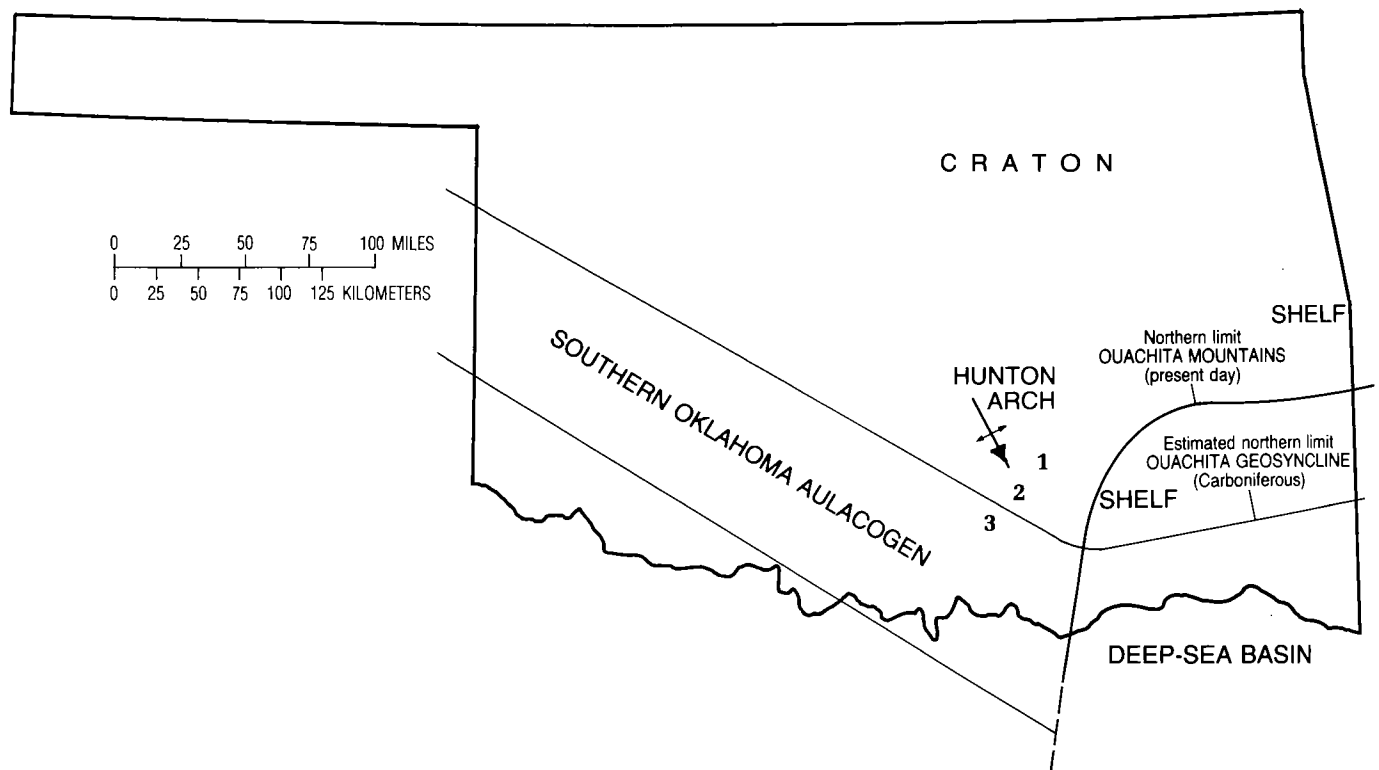 CRATON
0 25 50 75 100 MILES
0 25 50 75 100 125 KILOMETERS
SOUTHERN OKLAHOMA AULACOGEN
HUNTON
ARCH
1
2
3
SHELF
Northern limit
OUACHITA MOUNTAINS
(present day)
Estimated northern limit
OUACHITA GEOSYNCLINE
(Carboniferous)
SHELF
DEEP-SEA BASIN